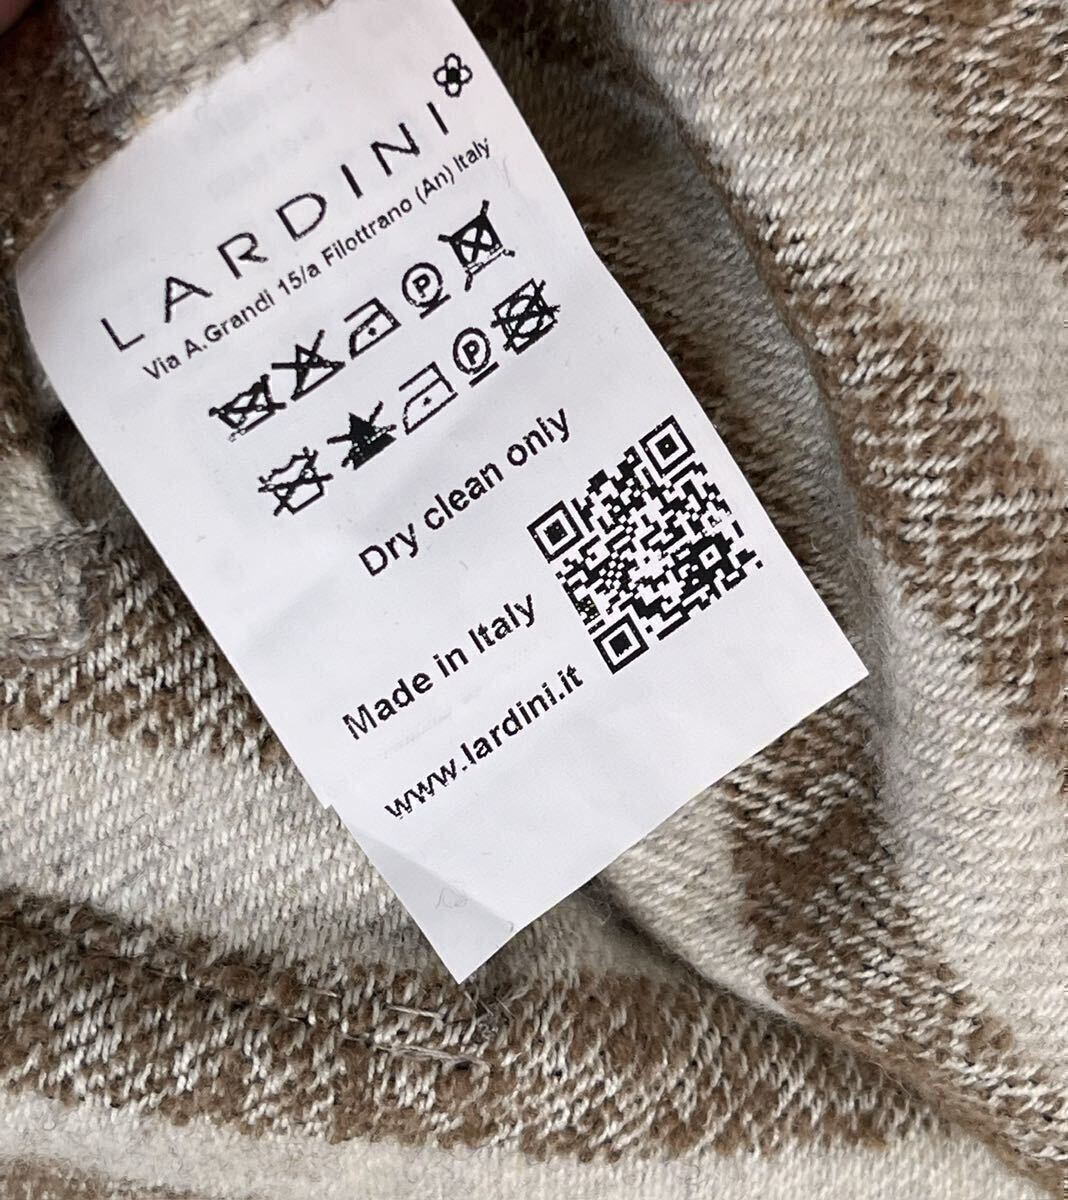 LARDINI
Via A.Grandi 15/a Filottrano (An) Italy
P
P
Dry clean only
Made in Italy
www.lardini.it